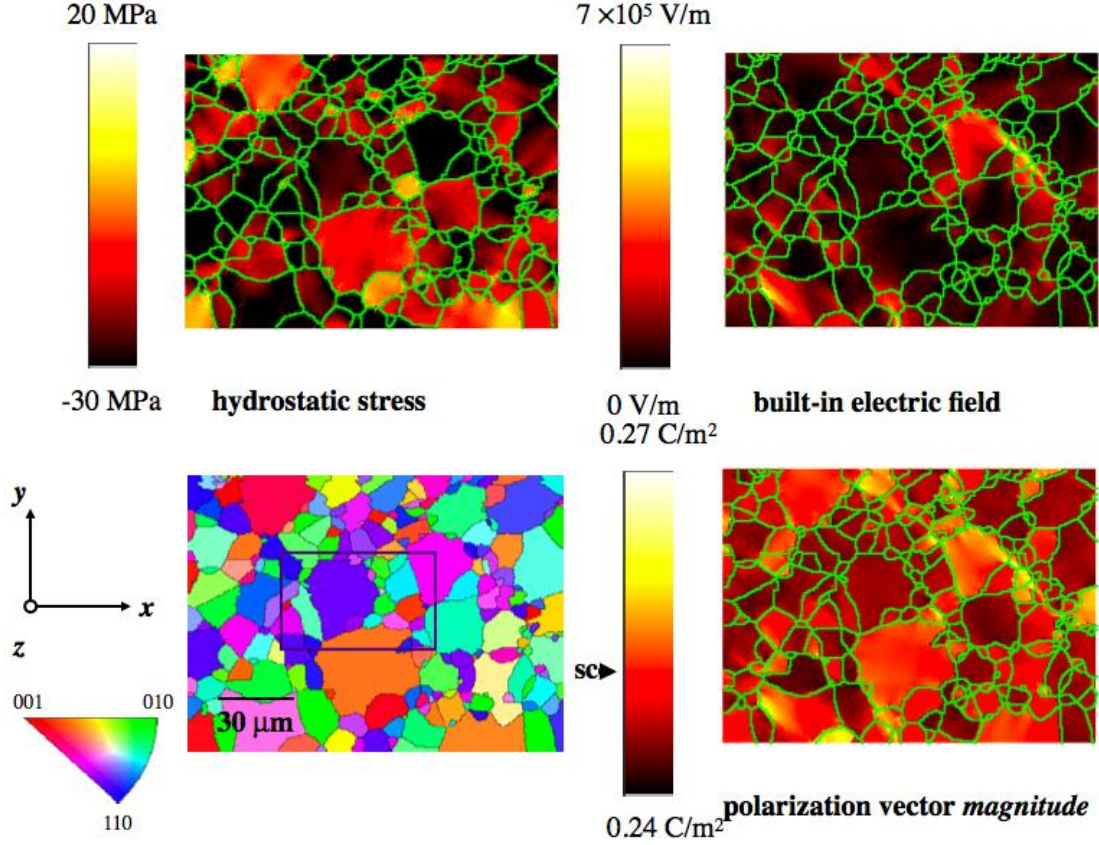 20 MPa
7 ×10⁵ V/m
-30 MPa
hydrostatic stress
0 V/m
built-in electric field
0.27 C/m²
y
x
z
001
010
110
30 µm
sc
0.24 C/m²
polarization vector magnitude